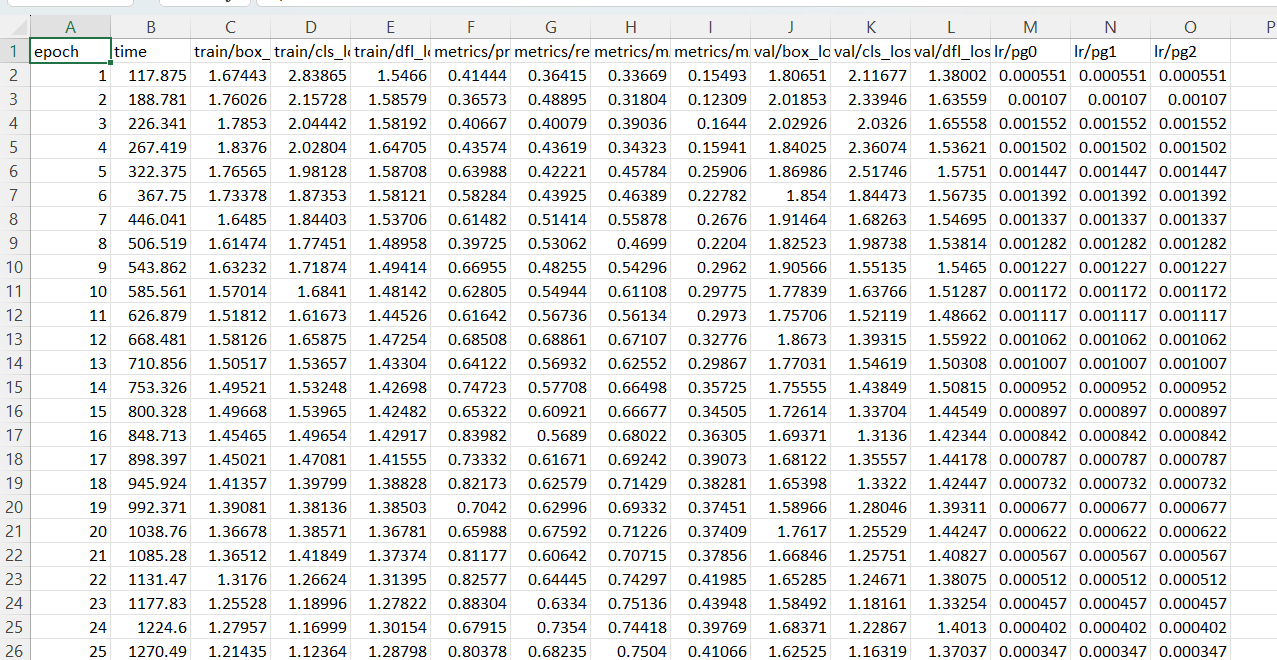 A B C D E F G H I J K L M N O P
1 epoch time train/box_ train/cls_lo train/dfl_lo metrics/pr metrics/re metrics/m metrics/m val/box_lo val/cls_los val/dfl_los lr/pg0 lr/pg1 lr/pg2
2 1 117.875 1.67443 2.83865 1.5466 0.41444 0.36415 0.33669 0.15493 1.80651 2.11677 1.38002 0.000551 0.000551 0.000551
3 2 188.781 1.76026 2.15728 1.58579 0.36573 0.48895 0.31804 0.12309 2.01853 2.33946 1.63559 0.00107 0.00107 0.00107
4 3 226.341 1.7853 2.04442 1.58192 0.40667 0.40079 0.39036 0.1644 2.02926 2.0326 1.65558 0.001552 0.001552 0.001552
5 4 267.419 1.8376 2.02804 1.64705 0.43574 0.43619 0.34323 0.15941 1.84025 2.36074 1.53621 0.001502 0.001502 0.001502
6 5 322.375 1.76565 1.98128 1.58708 0.63988 0.42221 0.45784 0.25906 1.86986 2.51746 1.5751 0.001447 0.001447 0.001447
7 6 367.75 1.73378 1.87353 1.58121 0.58284 0.43925 0.46389 0.22782 1.854 1.84473 1.56735 0.001392 0.001392 0.001392
8 7 446.041 1.6485 1.84403 1.53706 0.61482 0.51414 0.55878 0.2676 1.91464 1.68263 1.54695 0.001337 0.001337 0.001337
9 8 506.519 1.61474 1.77451 1.48958 0.39725 0.53062 0.4699 0.2204 1.82523 1.98738 1.53814 0.001282 0.001282 0.001282
10 9 543.862 1.63232 1.71874 1.49414 0.66955 0.48255 0.54296 0.2962 1.90566 1.55135 1.5465 0.001227 0.001227 0.001227
11 10 585.561 1.57014 1.6841 1.48142 0.62805 0.54944 0.61108 0.29775 1.77839 1.63766 1.51287 0.001172 0.001172 0.001172
12 11 626.879 1.51812 1.61673 1.44526 0.61642 0.56736 0.56134 0.2973 1.75706 1.52119 1.48662 0.001117 0.001117 0.001117
13 12 668.481 1.58126 1.65875 1.47254 0.68508 0.68861 0.67107 0.32776 1.8673 1.39315 1.55922 0.001062 0.001062 0.001062
14 13 710.856 1.50517 1.53657 1.43304 0.64122 0.56932 0.62552 0.29867 1.77031 1.54619 1.50308 0.001007 0.001007 0.001007
15 14 753.326 1.49521 1.53248 1.42698 0.74723 0.57708 0.66498 0.35725 1.75555 1.43849 1.50815 0.000952 0.000952 0.000952
16 15 800.328 1.49668 1.53965 1.42482 0.65322 0.60921 0.66677 0.34505 1.72614 1.33704 1.44549 0.000897 0.000897 0.000897
17 16 848.713 1.45465 1.49654 1.42917 0.83982 0.5689 0.68022 0.36305 1.69371 1.3136 1.42344 0.000842 0.000842 0.000842
18 17 898.397 1.45021 1.47081 1.41555 0.73332 0.61671 0.69242 0.39073 1.68122 1.35557 1.44178 0.000787 0.000787 0.000787
19 18 945.924 1.41357 1.39799 1.38828 0.82173 0.62579 0.71429 0.38281 1.65398 1.3322 1.42447 0.000732 0.000732 0.000732
20 19 992.371 1.39081 1.38136 1.38503 0.7042 0.62996 0.69332 0.37451 1.58966 1.28046 1.39311 0.000677 0.000677 0.000677
21 20 1038.76 1.36678 1.38571 1.36781 0.65988 0.67592 0.71226 0.37409 1.7617 1.25529 1.44247 0.000622 0.000622 0.000622
22 21 1085.28 1.36512 1.41849 1.37374 0.81177 0.60642 0.70715 0.37856 1.66846 1.25751 1.40827 0.000567 0.000567 0.000567
23 22 1131.47 1.3176 1.26624 1.31395 0.82577 0.64445 0.74297 0.41985 1.65285 1.24671 1.38075 0.000512 0.000512 0.000512
24 23 1177.83 1.25528 1.18996 1.27822 0.88304 0.6334 0.75136 0.43948 1.58492 1.18161 1.33254 0.000457 0.000457 0.000457
25 24 1224.6 1.27957 1.16999 1.30154 0.67915 0.7354 0.74418 0.39769 1.68371 1.22867 1.4013 0.000402 0.000402 0.000402
26 25 1270.49 1.21435 1.12364 1.28798 0.80378 0.68235 0.7504 0.41066 1.62525 1.16319 1.37037 0.000347 0.000347 0.000347